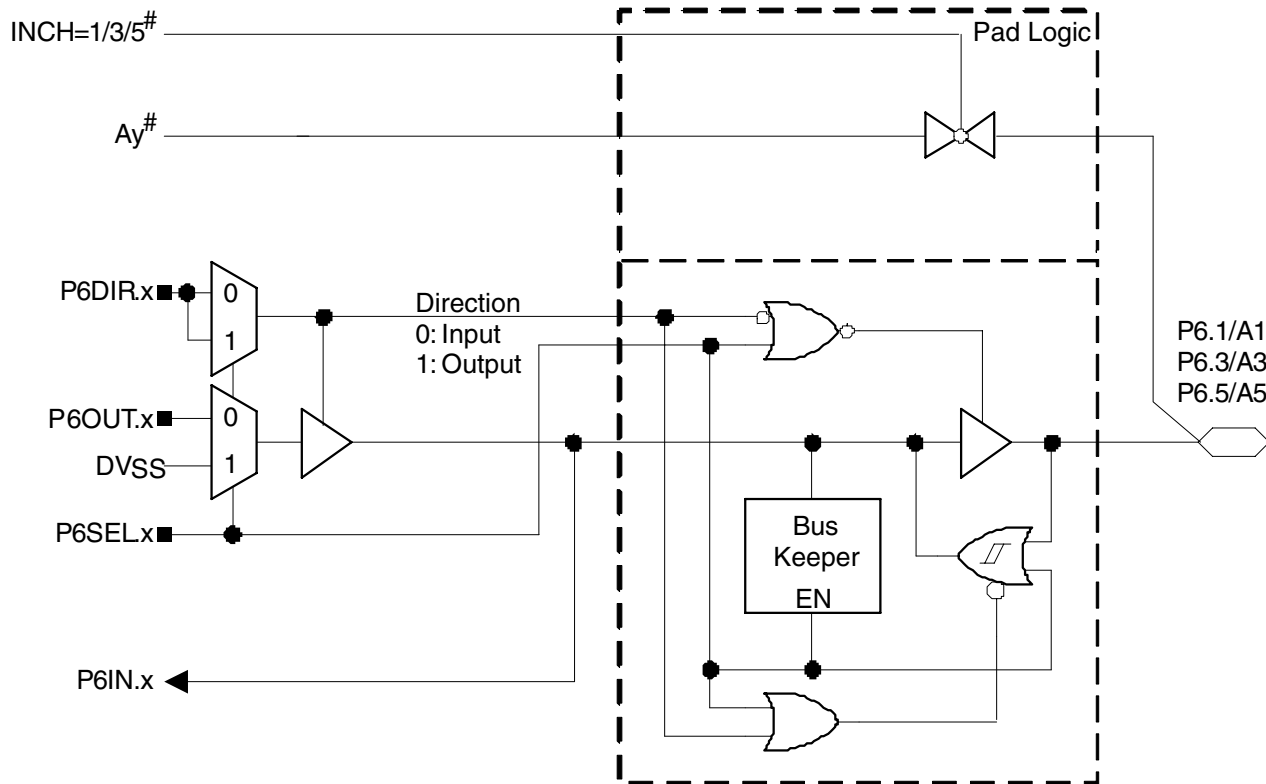 INCH=1/3/5#
Pad Logic
Ay#
P6DIR.x
0
1
Direction
0: Input
1: Output
P6.1/A1
P6.3/A3
P6.5/A5
P6OUT.x
0
DVSS
1
P6SEL.x
Bus
Keeper
EN
P6IN.x